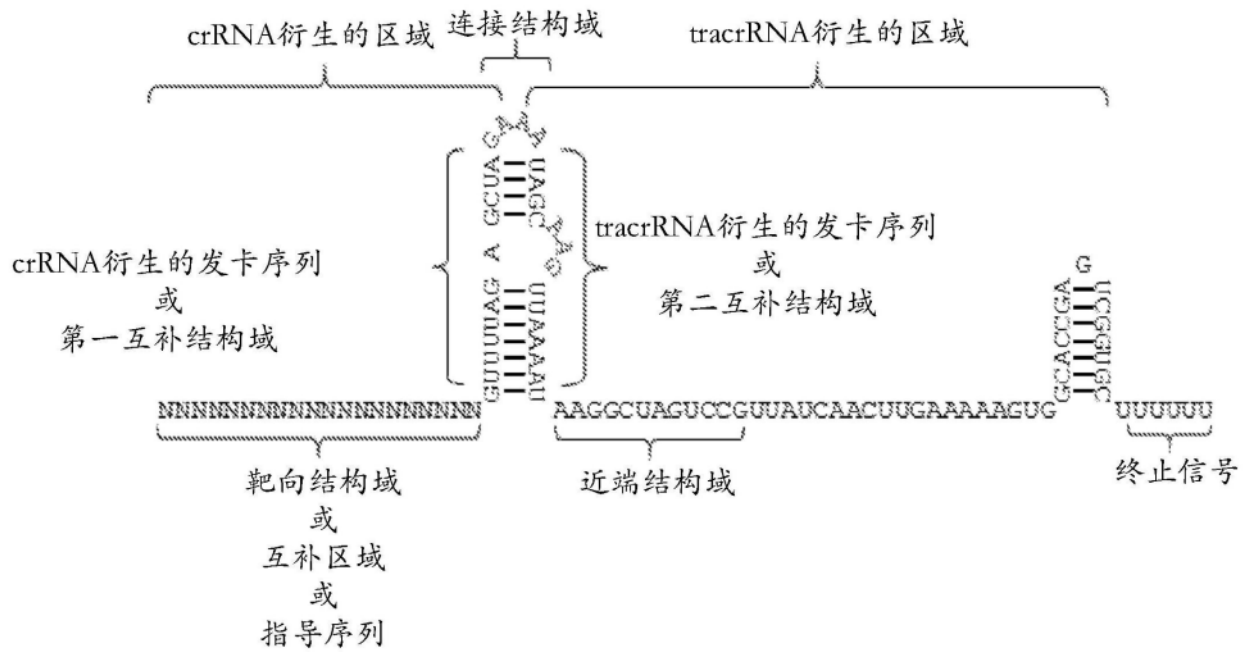 crRNA衍生的区域
连接结构域
tracrRNA衍生的区域
GAAA
GCUA
UAGC
AAG
A
crRNA衍生的发卡序列
或
第一互补结构域
tracrRNA衍生的发卡序列
或
第二互补结构域
GUUUUAG
UUAAAAU
G
GCACCGA
UCGGUGC
NNNNNNNNNNNNNNNNNNNN
AAGGCUAGUCCGUUAUCAACUUGAAAAAGUG
UUUUUU
靶向结构域
或
互补区域
或
指导序列
近端结构域
终止信号